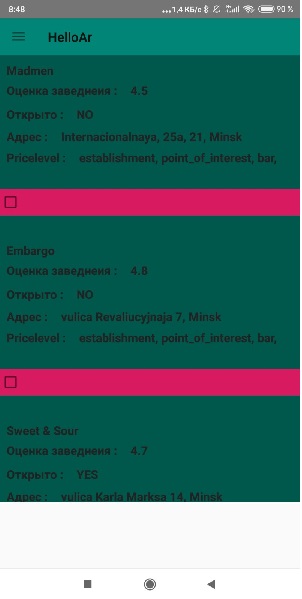 8:48 ...1,4 КБ/с 90 %
HelloAr
Madmen
Оценка заведнеия : 4.5
Открыто : NO
Адрес : Internacionalnaya, 25a, 21, Minsk
Pricelevel : establishment, point_of_interest, bar,
Embargo
Оценка заведнеия : 4.8
Открыто : NO
Адрес : vulica Revaliucyjnaja 7, Minsk
Pricelevel : establishment, point_of_interest, bar,
Sweet & Sour
Оценка заведнеия : 4.7
Открыто : YES
Адрес : vulica Karla Marksa 14, Minsk